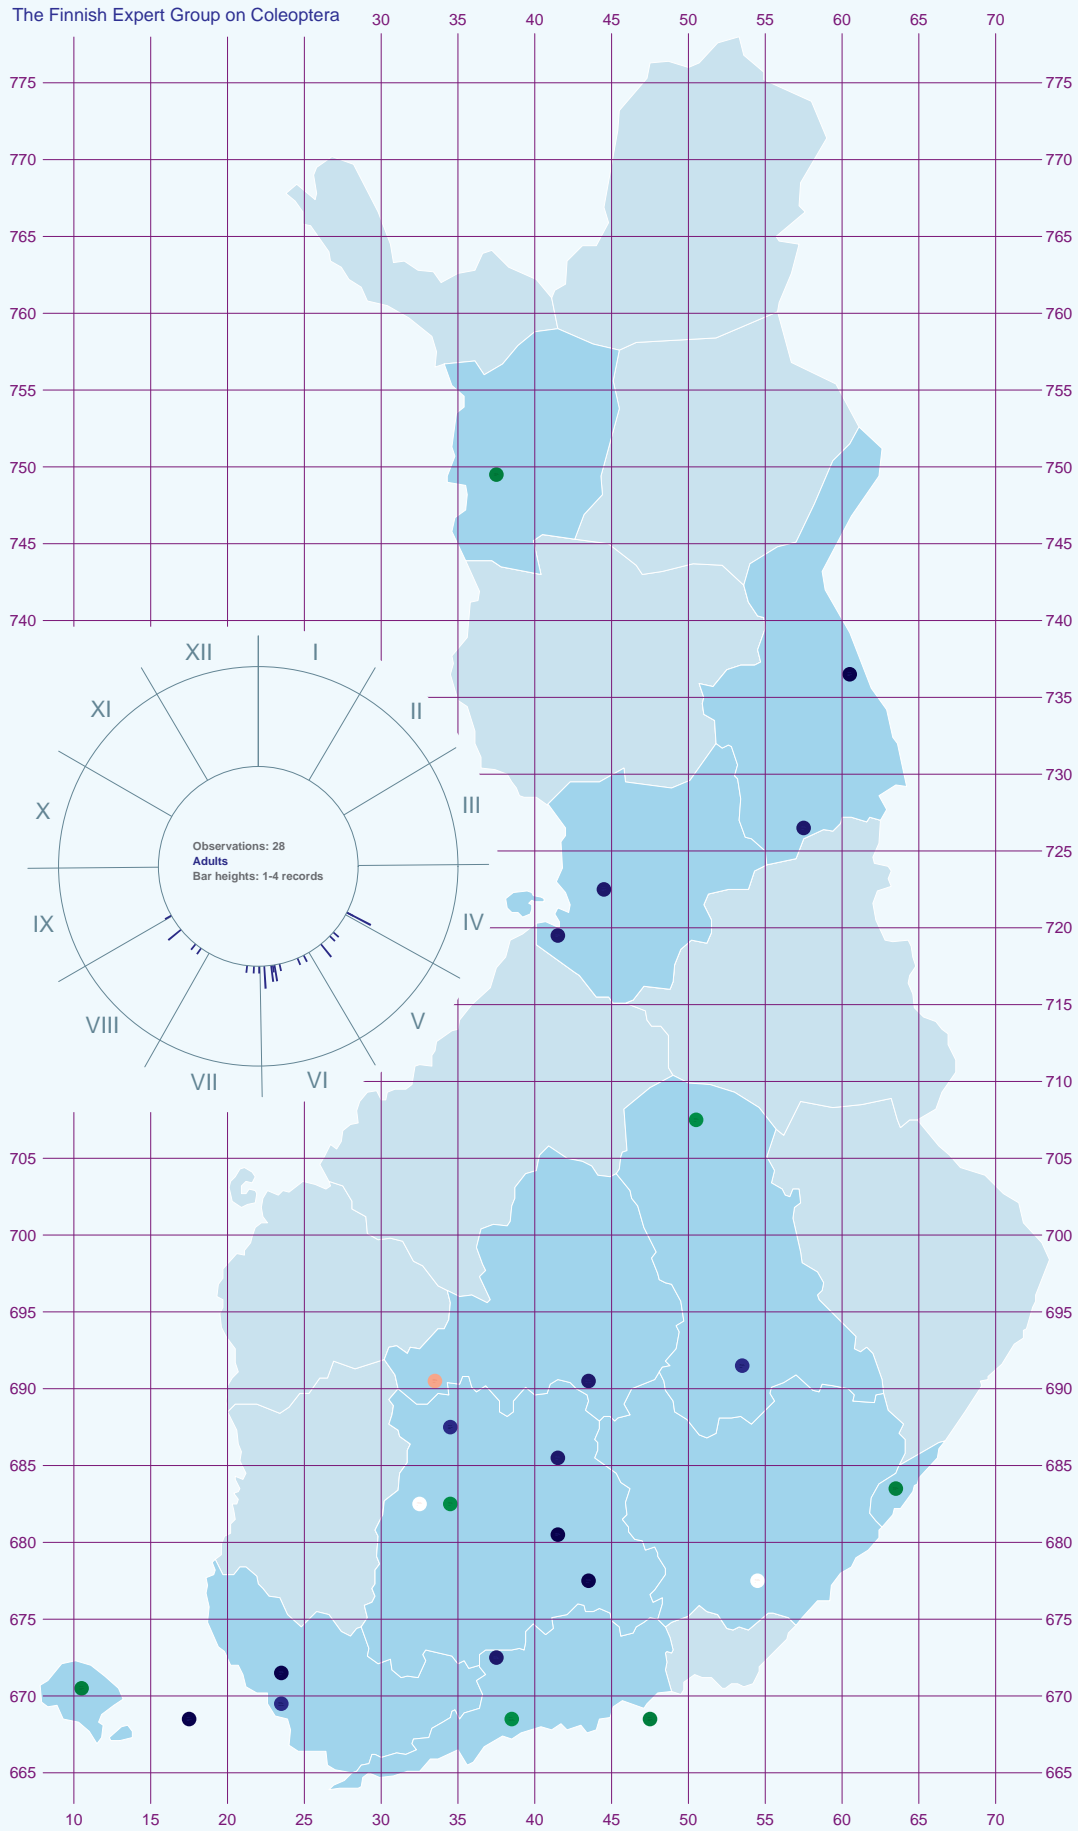 The Finnish Expert Group on Coleoptera
30 35 40 45 50 55 60 65 70
775 775
770 770
765 765
760 760
755 755
750 750
745 745
740 740
XII I
XI II
735
730
X III
Observations: 28
Adults
Bar heights: 1-4 records
725
IX IV
720
VIII V
715
VII VI
710
705 705
700 700
695 695
690 690
685 685
680 680
675 675
670 670
665 665
10 15 20 25 30 35 40 45 50 55 60 65 70